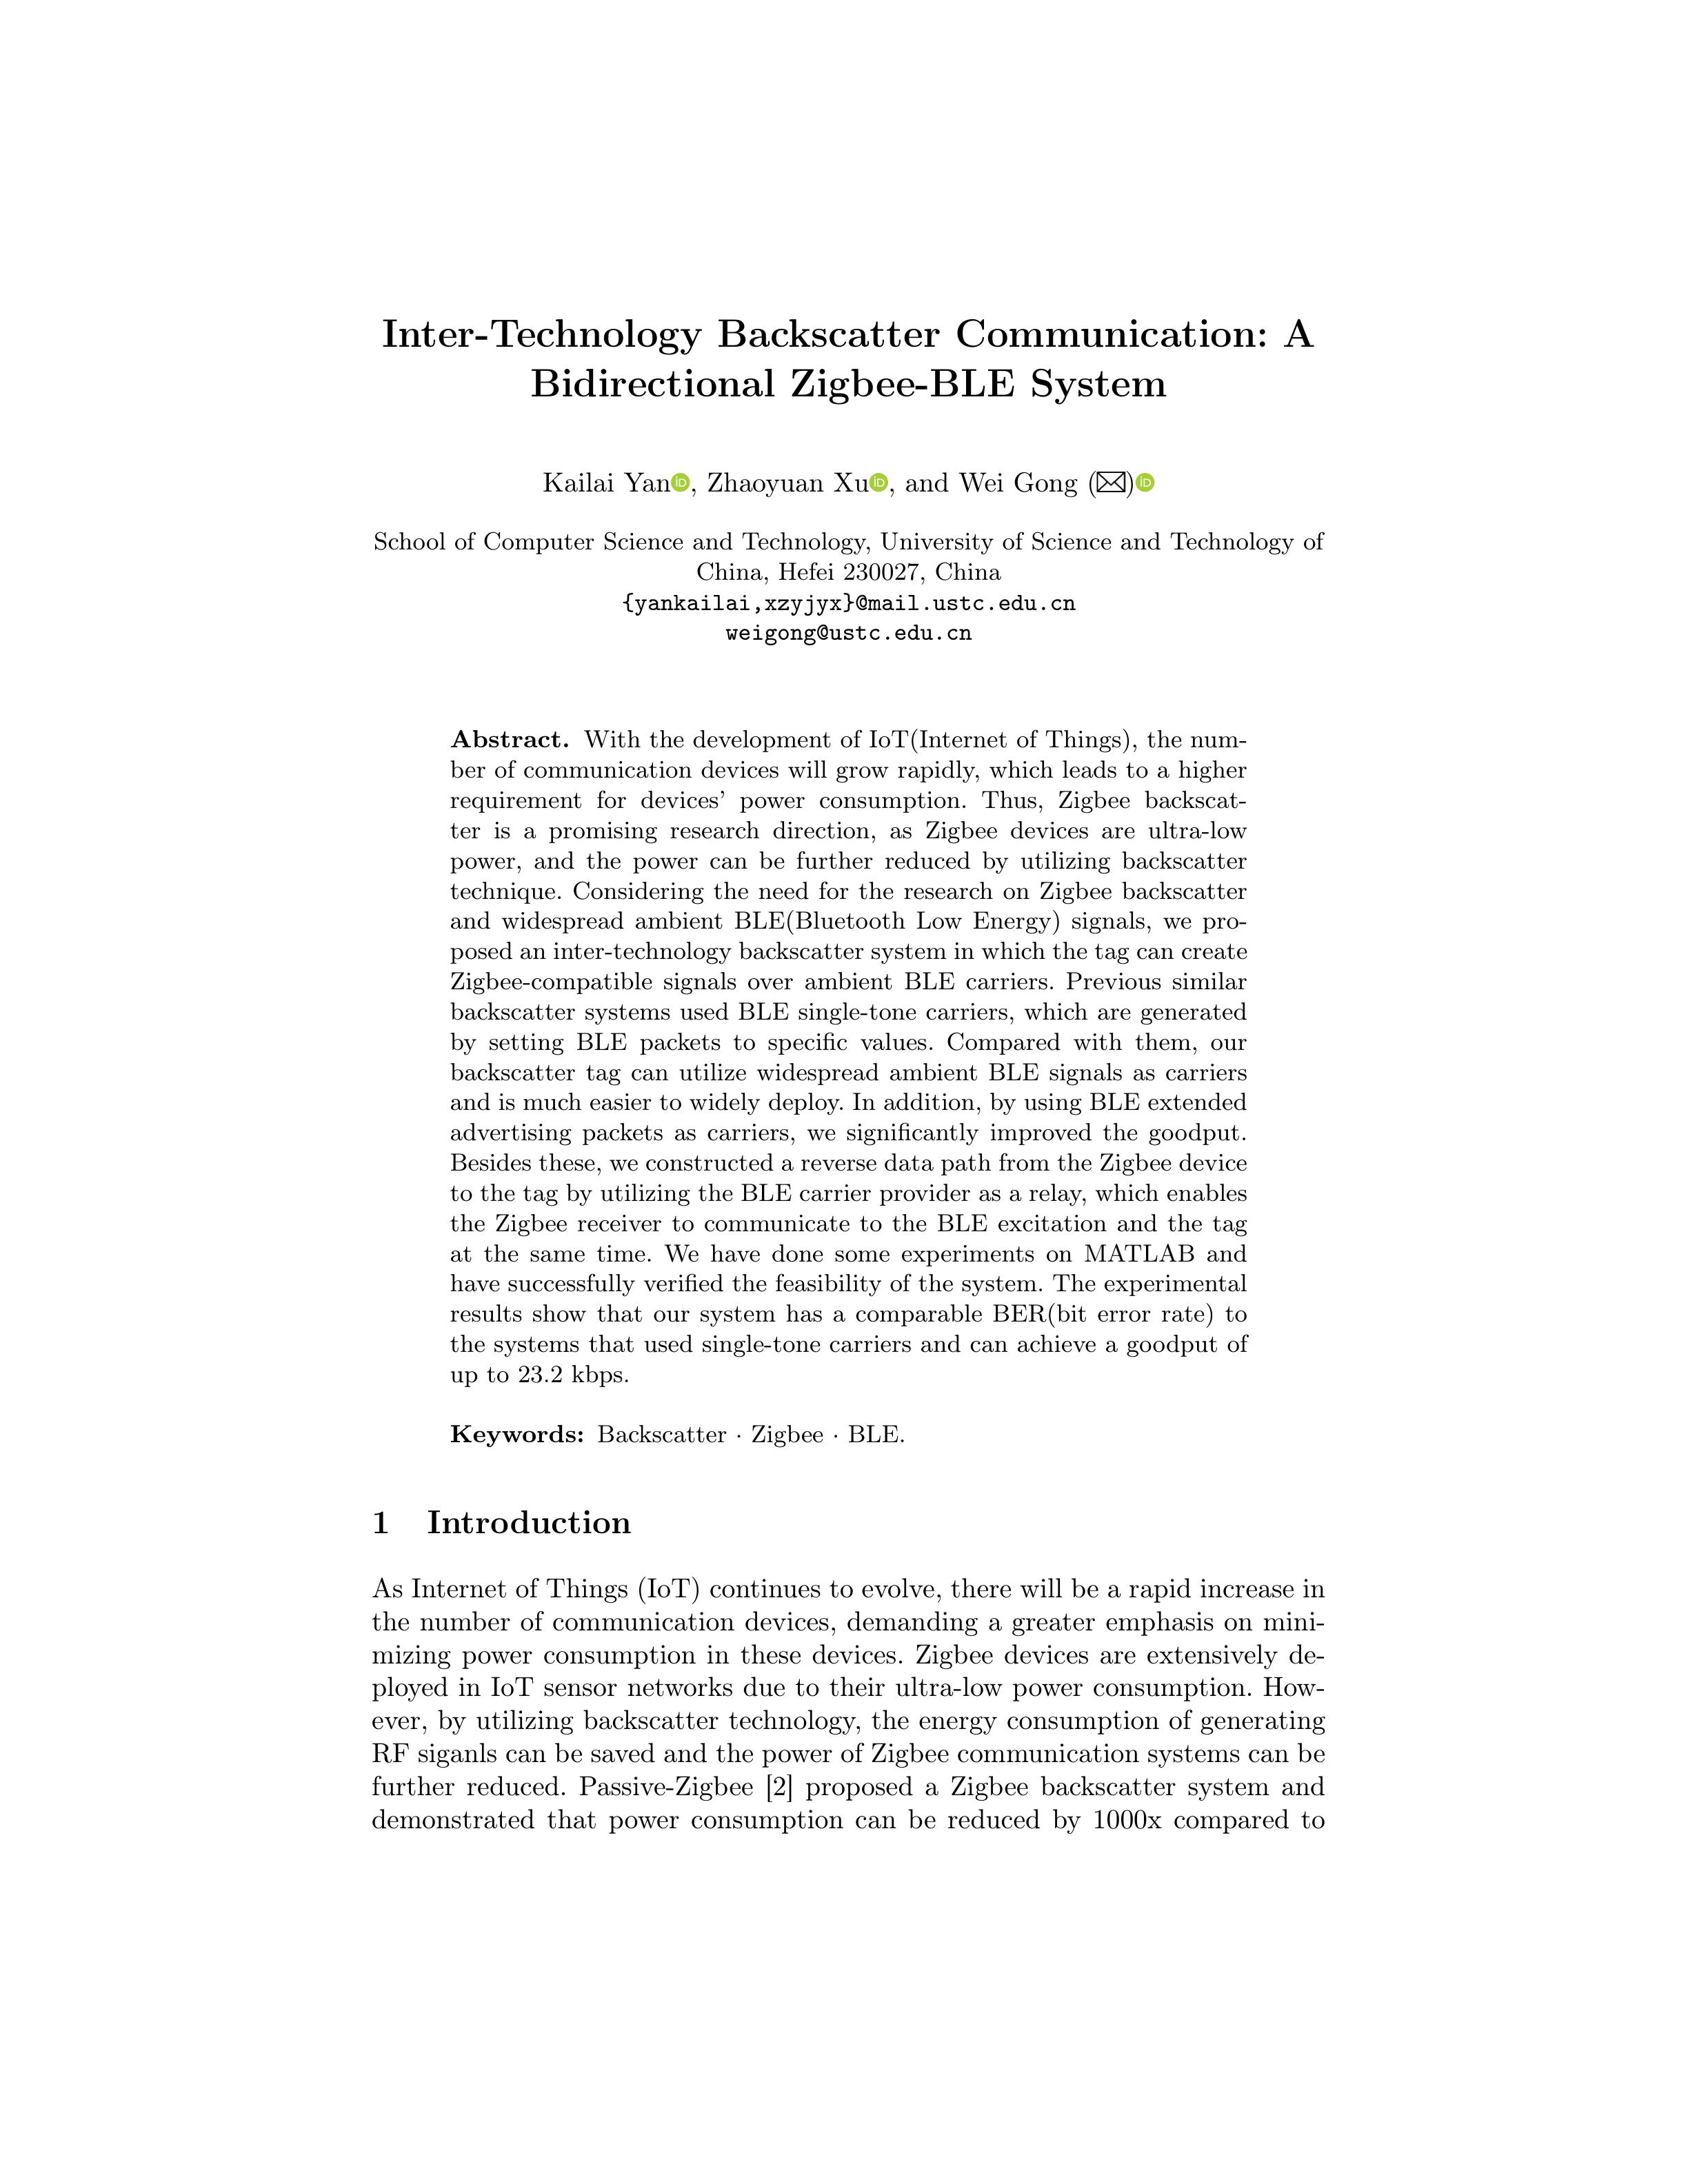 Inter-Technology Backscatter Communication: A
Bidirectional Zigbee-BLE System
Kailai Yan, Zhaoyuan Xu, and Wei Gong (✉)
School of Computer Science and Technology, University of Science and Technology of
China, Hefei 230027, China
{yankailai,xzyjyx}@mail.ustc.edu.cn
weigong@ustc.edu.cn
Abstract. With the development of IoT(Internet of Things), the num-
ber of communication devices will grow rapidly, which leads to a higher
requirement for devices' power consumption. Thus, Zigbee backscat-
ter is a promising research direction, as Zigbee devices are ultra-low
power, and the power can be further reduced by utilizing backscatter
technique. Considering the need for the research on Zigbee backscatter
and widespread ambient BLE(Bluetooth Low Energy) signals, we pro-
posed an inter-technology backscatter system in which the tag can create
Zigbee-compatible signals over ambient BLE carriers. Previous similar
backscatter systems used BLE single-tone carriers, which are generated
by setting BLE packets to specific values. Compared with them, our
backscatter tag can utilize widespread ambient BLE signals as carriers
and is much easier to widely deploy. In addition, by using BLE extended
advertising packets as carriers, we significantly improved the goodput.
Besides these, we constructed a reverse data path from the Zigbee device
to the tag by utilizing the BLE carrier provider as a relay, which enables
the Zigbee receiver to communicate to the BLE excitation and the tag
at the same time. We have done some experiments on MATLAB and
have successfully verified the feasibility of the system. The experimental
results show that our system has a comparable BER(bit error rate) to
the systems that used single-tone carriers and can achieve a goodput of
up to 23.2 kbps.
Keywords: Backscatter · Zigbee · BLE.
1 Introduction
As Internet of Things (IoT) continues to evolve, there will be a rapid increase in
the number of communication devices, demanding a greater emphasis on mini-
mizing power consumption in these devices. Zigbee devices are extensively de-
ployed in IoT sensor networks due to their ultra-low power consumption. How-
ever, by utilizing backscatter technology, the energy consumption of generating
RF siganls can be saved and the power of Zigbee communication systems can be
further reduced. Passive-Zigbee [2] proposed a Zigbee backscatter system and
demonstrated that power consumption can be reduced by 1000x compared to